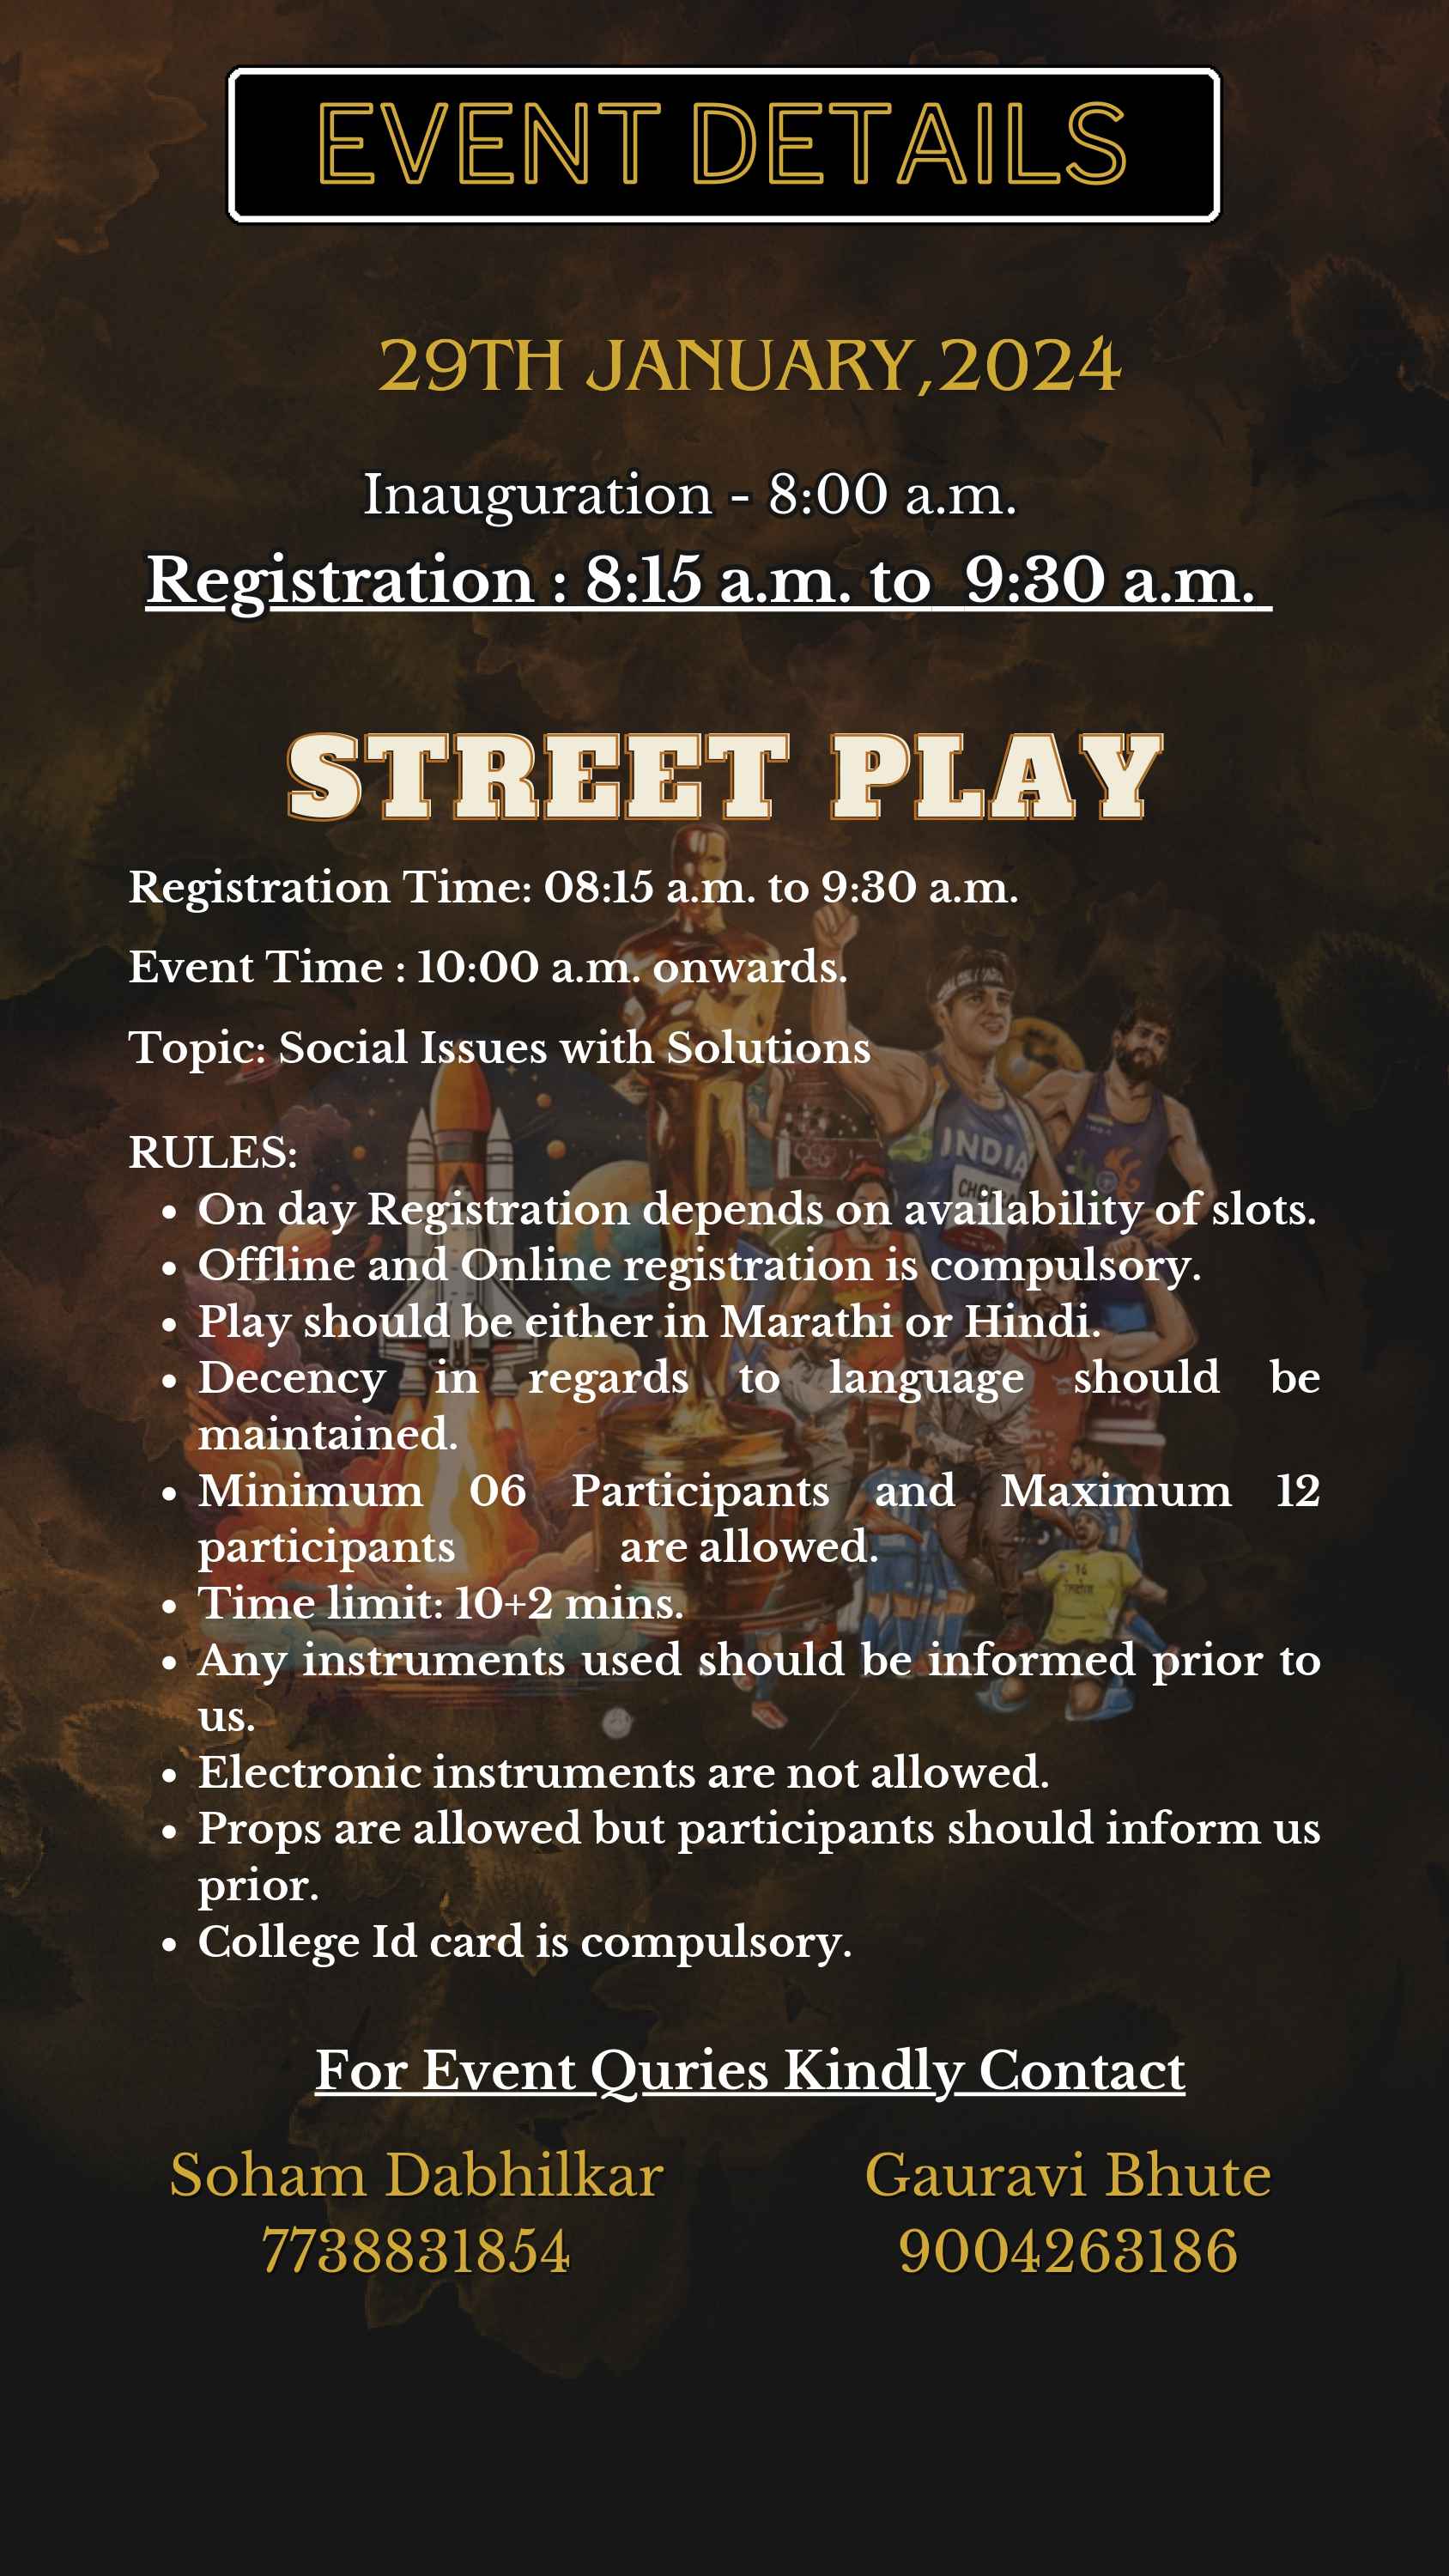 EVENT DETAILS
29TH JANUARY,2024
Inauguration - 8:00 a.m.
Registration : 8:15 a.m. to 9:30 a.m.
STREET PLAY
Registration Time: 08:15 a.m. to 9:30 a.m.
Event Time : 10:00 a.m. onwards.
Topic: Social Issues with Solutions
RULES:
• On day Registration depends on availability of slots.
• Offline and Online registration is compulsory.
• Play should be either in Marathi or Hindi.
• Decency in regards to language should be
maintained.
• Minimum 06 Participants and Maximum 12
participants are allowed.
• Time limit: 10+2 mins.
• Any instruments used should be informed prior to
us.
• Electronic instruments are not allowed.
• Props are allowed but participants should inform us
prior.
• College Id card is compulsory.
For Event Quries Kindly Contact
Soham Dabhilkar
7738831854
Gauravi Bhute
9004263186
INDIA